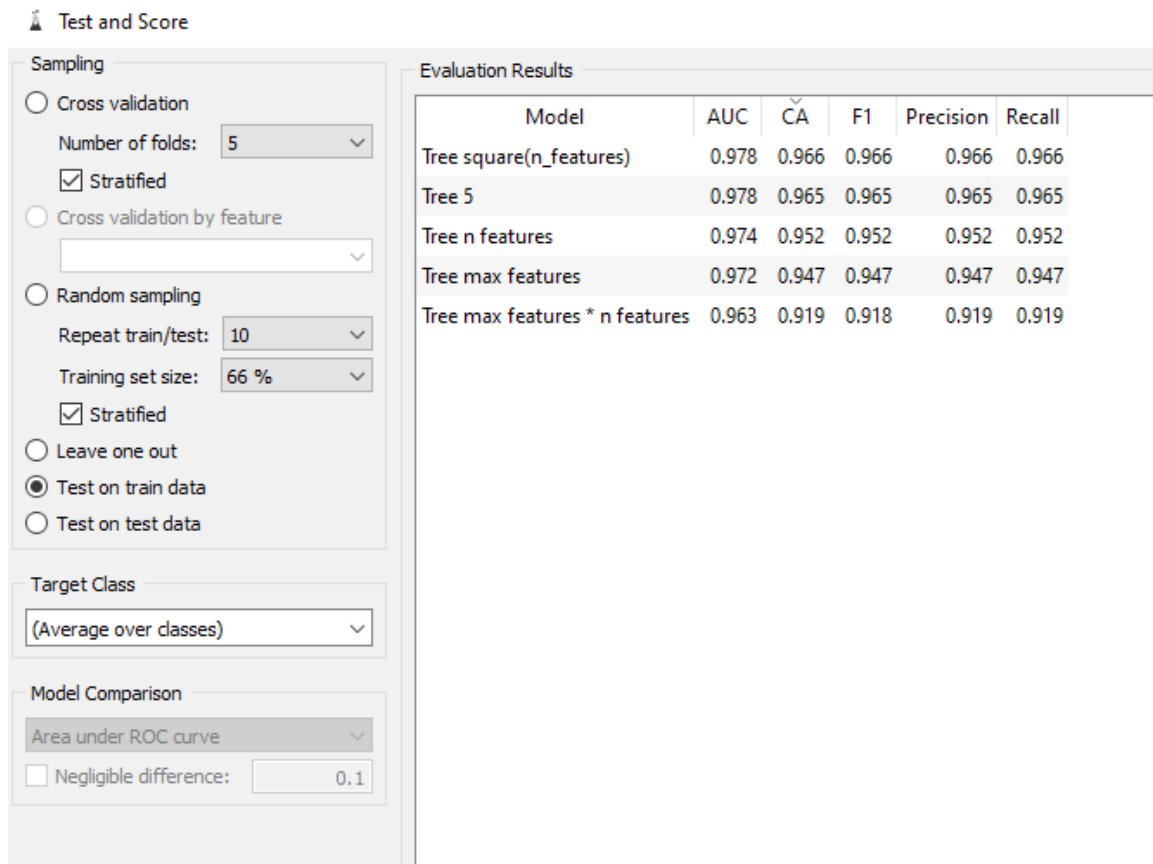 Test and Score
Sampling
Cross validation
Number of folds: 5
Stratified
Cross validation by feature
Random sampling
Repeat train/test: 10
Training set size: 66 %
Stratified
Leave one out
Test on train data
Test on test data
Target Class
(Average over classes)
Model Comparison
Area under ROC curve
Negligible difference: 0.1
Evaluation Results
Model AUC CA F1 Precision Recall
Tree square(n_features) 0.978 0.966 0.966 0.966 0.966
Tree 5 0.978 0.965 0.965 0.965 0.965
Tree n features 0.974 0.952 0.952 0.952 0.952
Tree max features 0.972 0.947 0.947 0.947 0.947
Tree max features * n features 0.963 0.919 0.918 0.919 0.919